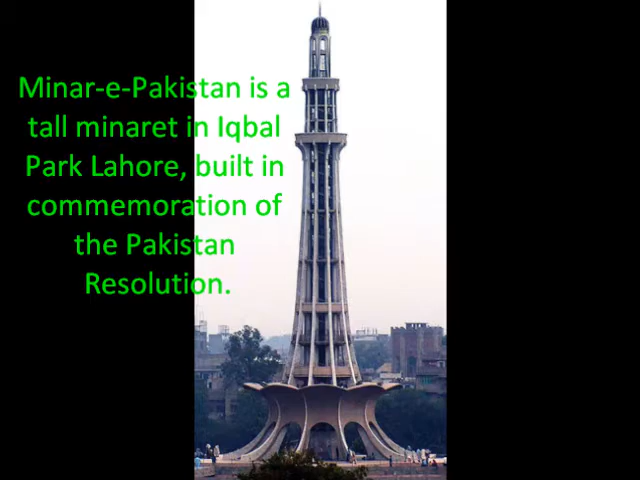 Minar-e-Pakistan is a
tall minaret in Iqbal
Park Lahore, built in
commemoration of
the Pakistan
Resolution.